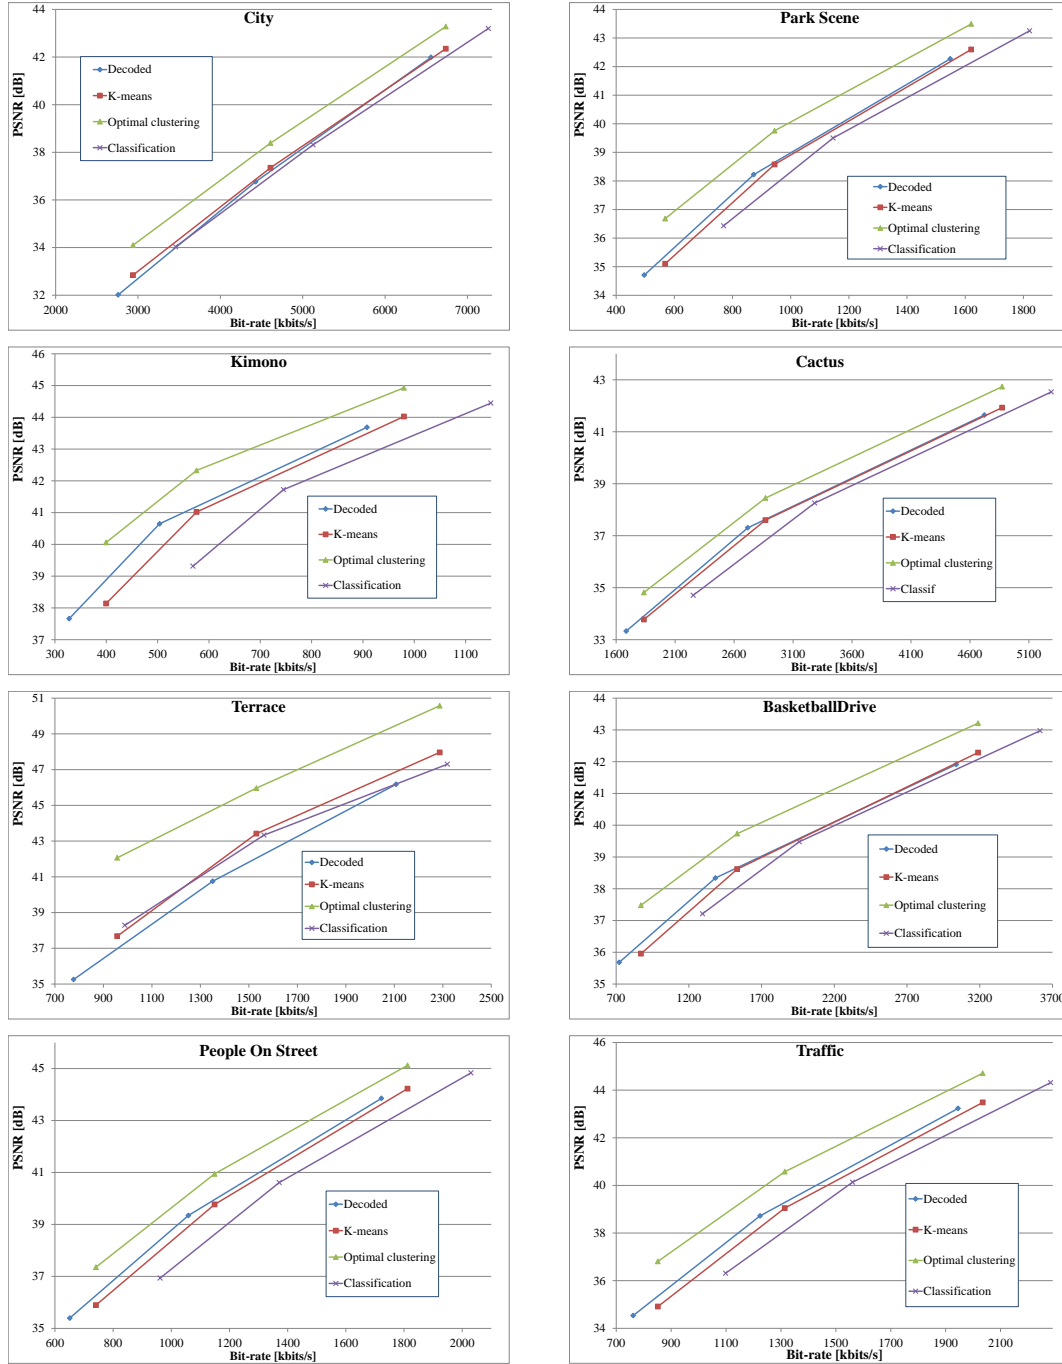 City
PSNR [dB]
44
42
40
38
36
34
32
2000 3000 4000 5000 6000 7000
Bit-rate [kbits/s]
Decoded
K-means
Optimal clustering
Classification
Park Scene
PSNR [dB]
44
43
42
41
40
39
38
37
36
35
34
400 600 800 1000 1200 1400 1600 1800
Bit-rate [kbits/s]
Decoded
K-means
Optimal clustering
Classification
Kimono
PSNR [dB]
46
45
44
43
42
41
40
39
38
37
300 400 500 600 700 800 900 1000 1100
Bit-rate [kbits/s]
Decoded
K-means
Optimal clustering
Classification
Cactus
PSNR [dB]
43
41
39
37
35
33
1600 2100 2600 3100 3600 4100 4600 5100
Bit-rate [kbits/s]
Decoded
K-means
Optimal clustering
Classif
Terrace
PSNR [dB]
51
49
47
45
43
41
39
37
35
700 900 1100 1300 1500 1700 1900 2100 2300 2500
Bit-rate [kbits/s]
Decoded
K-means
Optimal clustering
Classification
BasketballDrive
PSNR [dB]
44
43
42
41
40
39
38
37
36
35
700 1200 1700 2200 2700 3200 3700
Bit-rate [kbits/s]
Decoded
K-means
Optimal clustering
Classification
People On Street
PSNR [dB]
45
43
41
39
37
35
600 800 1000 1200 1400 1600 1800 2000
Bit-rate [kbits/s]
Decoded
K-means
Optimal clustering
Classification
Traffic
PSNR [dB]
46
44
42
40
38
36
34
700 900 1100 1300 1500 1700 1900 2100
Bit-rate [kbits/s]
Decoded
K-means
Optimal clustering
Classification